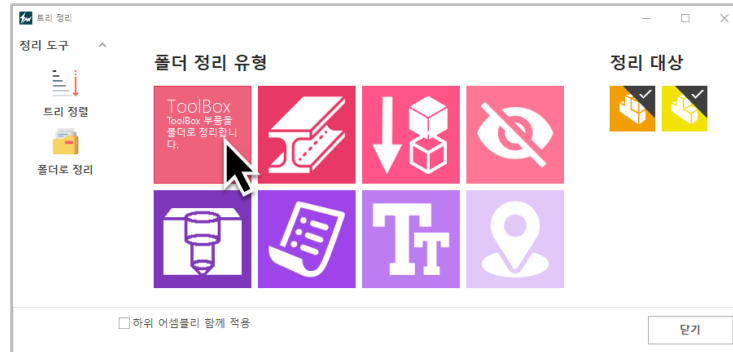 트리 정리
정리 도구
트리 정렬
폴더로 정리
폴더 정리 유형
ToolBox
ToolBox 부품을
폴더로 정리합니
다.
정리 대상
하위 어셈블리 함께 적용
닫기